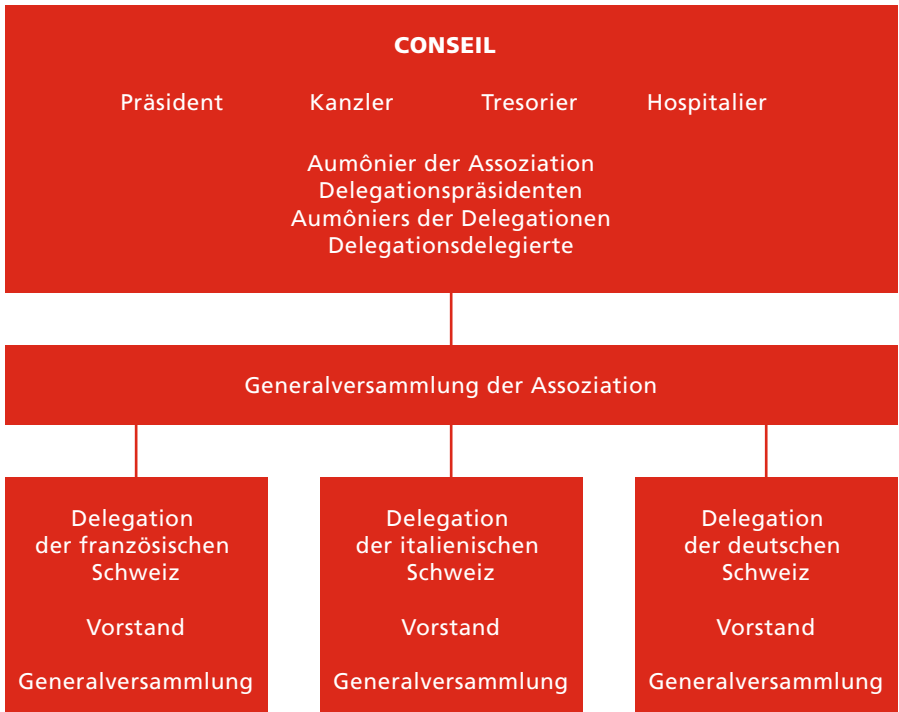 CONSEIL
Präsident Kanzler Tresorier Hospitalier
Aumônier der Assoziation
Delegationspräsidenten
Aumôniers der Delegationen
Delegationsdelegierte
Generalversammlung der Assoziation
Delegation
der französischen
Schweiz
Vorstand
Generalversammlung
Delegation
der italienischen
Schweiz
Vorstand
Generalversammlung
Delegation
der deutschen
Schweiz
Vorstand
Generalversammlung